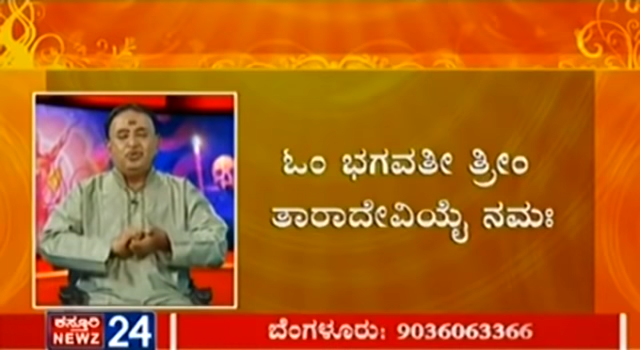 ಓಂ ಭಗವತೀ ತ್ರೀಂ
ತಾರಾದೇವಿಯೈ ನಮಃ
ಕಸ್ತೂರಿ
NEWZ 24
ಬೆಂಗಳೂರು: 9036063366